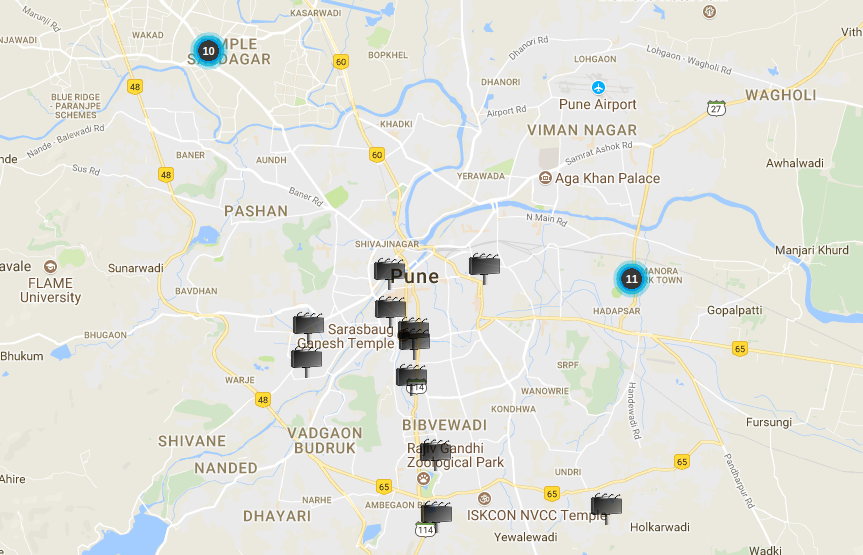 Marunji Rd
KASARWADI
WAKAD
NJAWADI
10
BOPKHEL
Dhanori Rd
LOHGAON
Lohgaon - Wagholi Rd
Vith
60
48
DHANORI
Pune Airport
WAGHOLI
BLUE RIDGE
-PARANJPE
SCHEMES
Airport Rd
27
KHADKI
VIMAN NAGAR
Nande - Balewadi Rd
60
Samrat Ashok Rd
nde
BANER
AUNDH
Awhalwadi
Sus Rd
48
YERAWADA
Aga Khan Palace
Baner Rd
PASHAN
N Main Rd
SHIVAJINAGAR
Manjari Khurd
avale
Sunarwadi
Pune
11
FLAME
University
BAVDHAN
HADAPSAR
Gopalpatti
Sarasbaug
Ganesh Temple
BHUGAON
65
Bhukum
SRPF
WARJE
WANOWRIE
48
KONDHWA
Handewadi Rd
Fursungi
BIBVEWADI
VADGAON
BUDRUK
SHIVANE
Rajiv Gandhi
Zoological Park
65
NANDED
UNDRI
Pandharpur Rd
Ahire
65
65
NARHE
AMBEGAON
DHAYARI
ISKCON NVCC Temple
114
Holkarwadi
Yewalewadi
Wadki